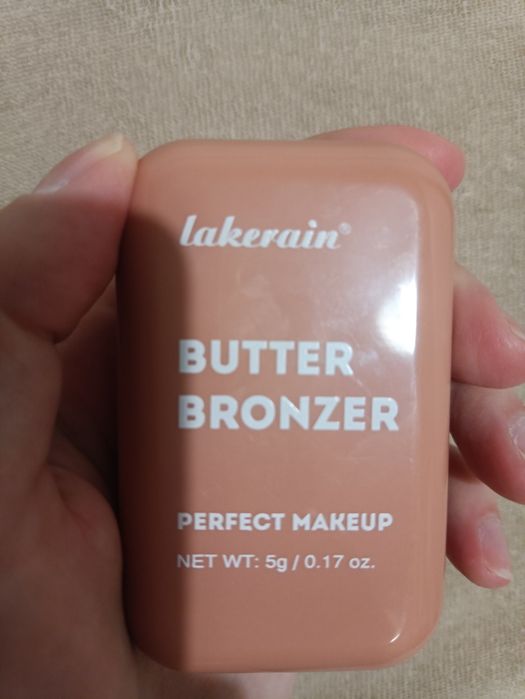 lakerain®
BUTTER
BRONZER
PERFECT MAKEUP
NET WT: 5g / 0.17 oz.